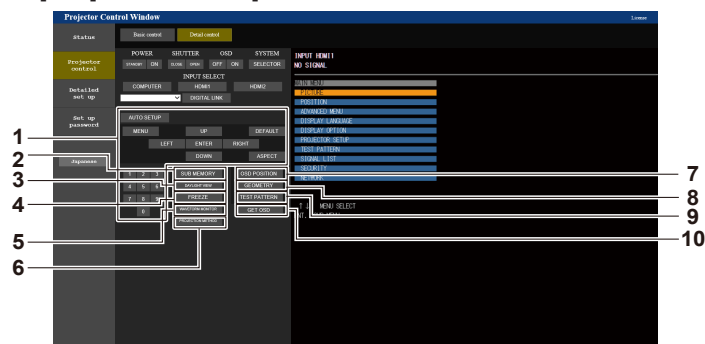 Projector Control Window
License
Status
Projector control
Detailed set up
Set up password
Japanese
Basic control
Detail control
POWER SHUTTER OSD SYSTEM
STANDBY ON CLOSE OPEN OFF ON SELECTOR
INPUT SELECT
COMPUTER HDMI1 HDMI2
DIGITAL LINK
AUTO SETUP
MENU UP DEFAULT
LEFT ENTER RIGHT
DOWN ASPECT
1 2 3 SUB MEMORY OSD POSITION
4 5 6 DAYLIGHT VIEW GEOMETRY
7 8 FREEZE TEST PATTERN
0 WAVEFORM MONITOR GET OSD
PROJECTION METHOD
INPUT HDMI1
NO SIGNAL
MAIN MENU
PICTURE
POSITION
ADVANCED MENU
DISPLAY LANGUAGE
DISPLAY OPTION
PROJECTOR SETUP
TEST PATTERN
SIGNAL LIST
SECURITY
NETWORK
MENU SELECT
1
2
3
4
5
6
7
8
9
10